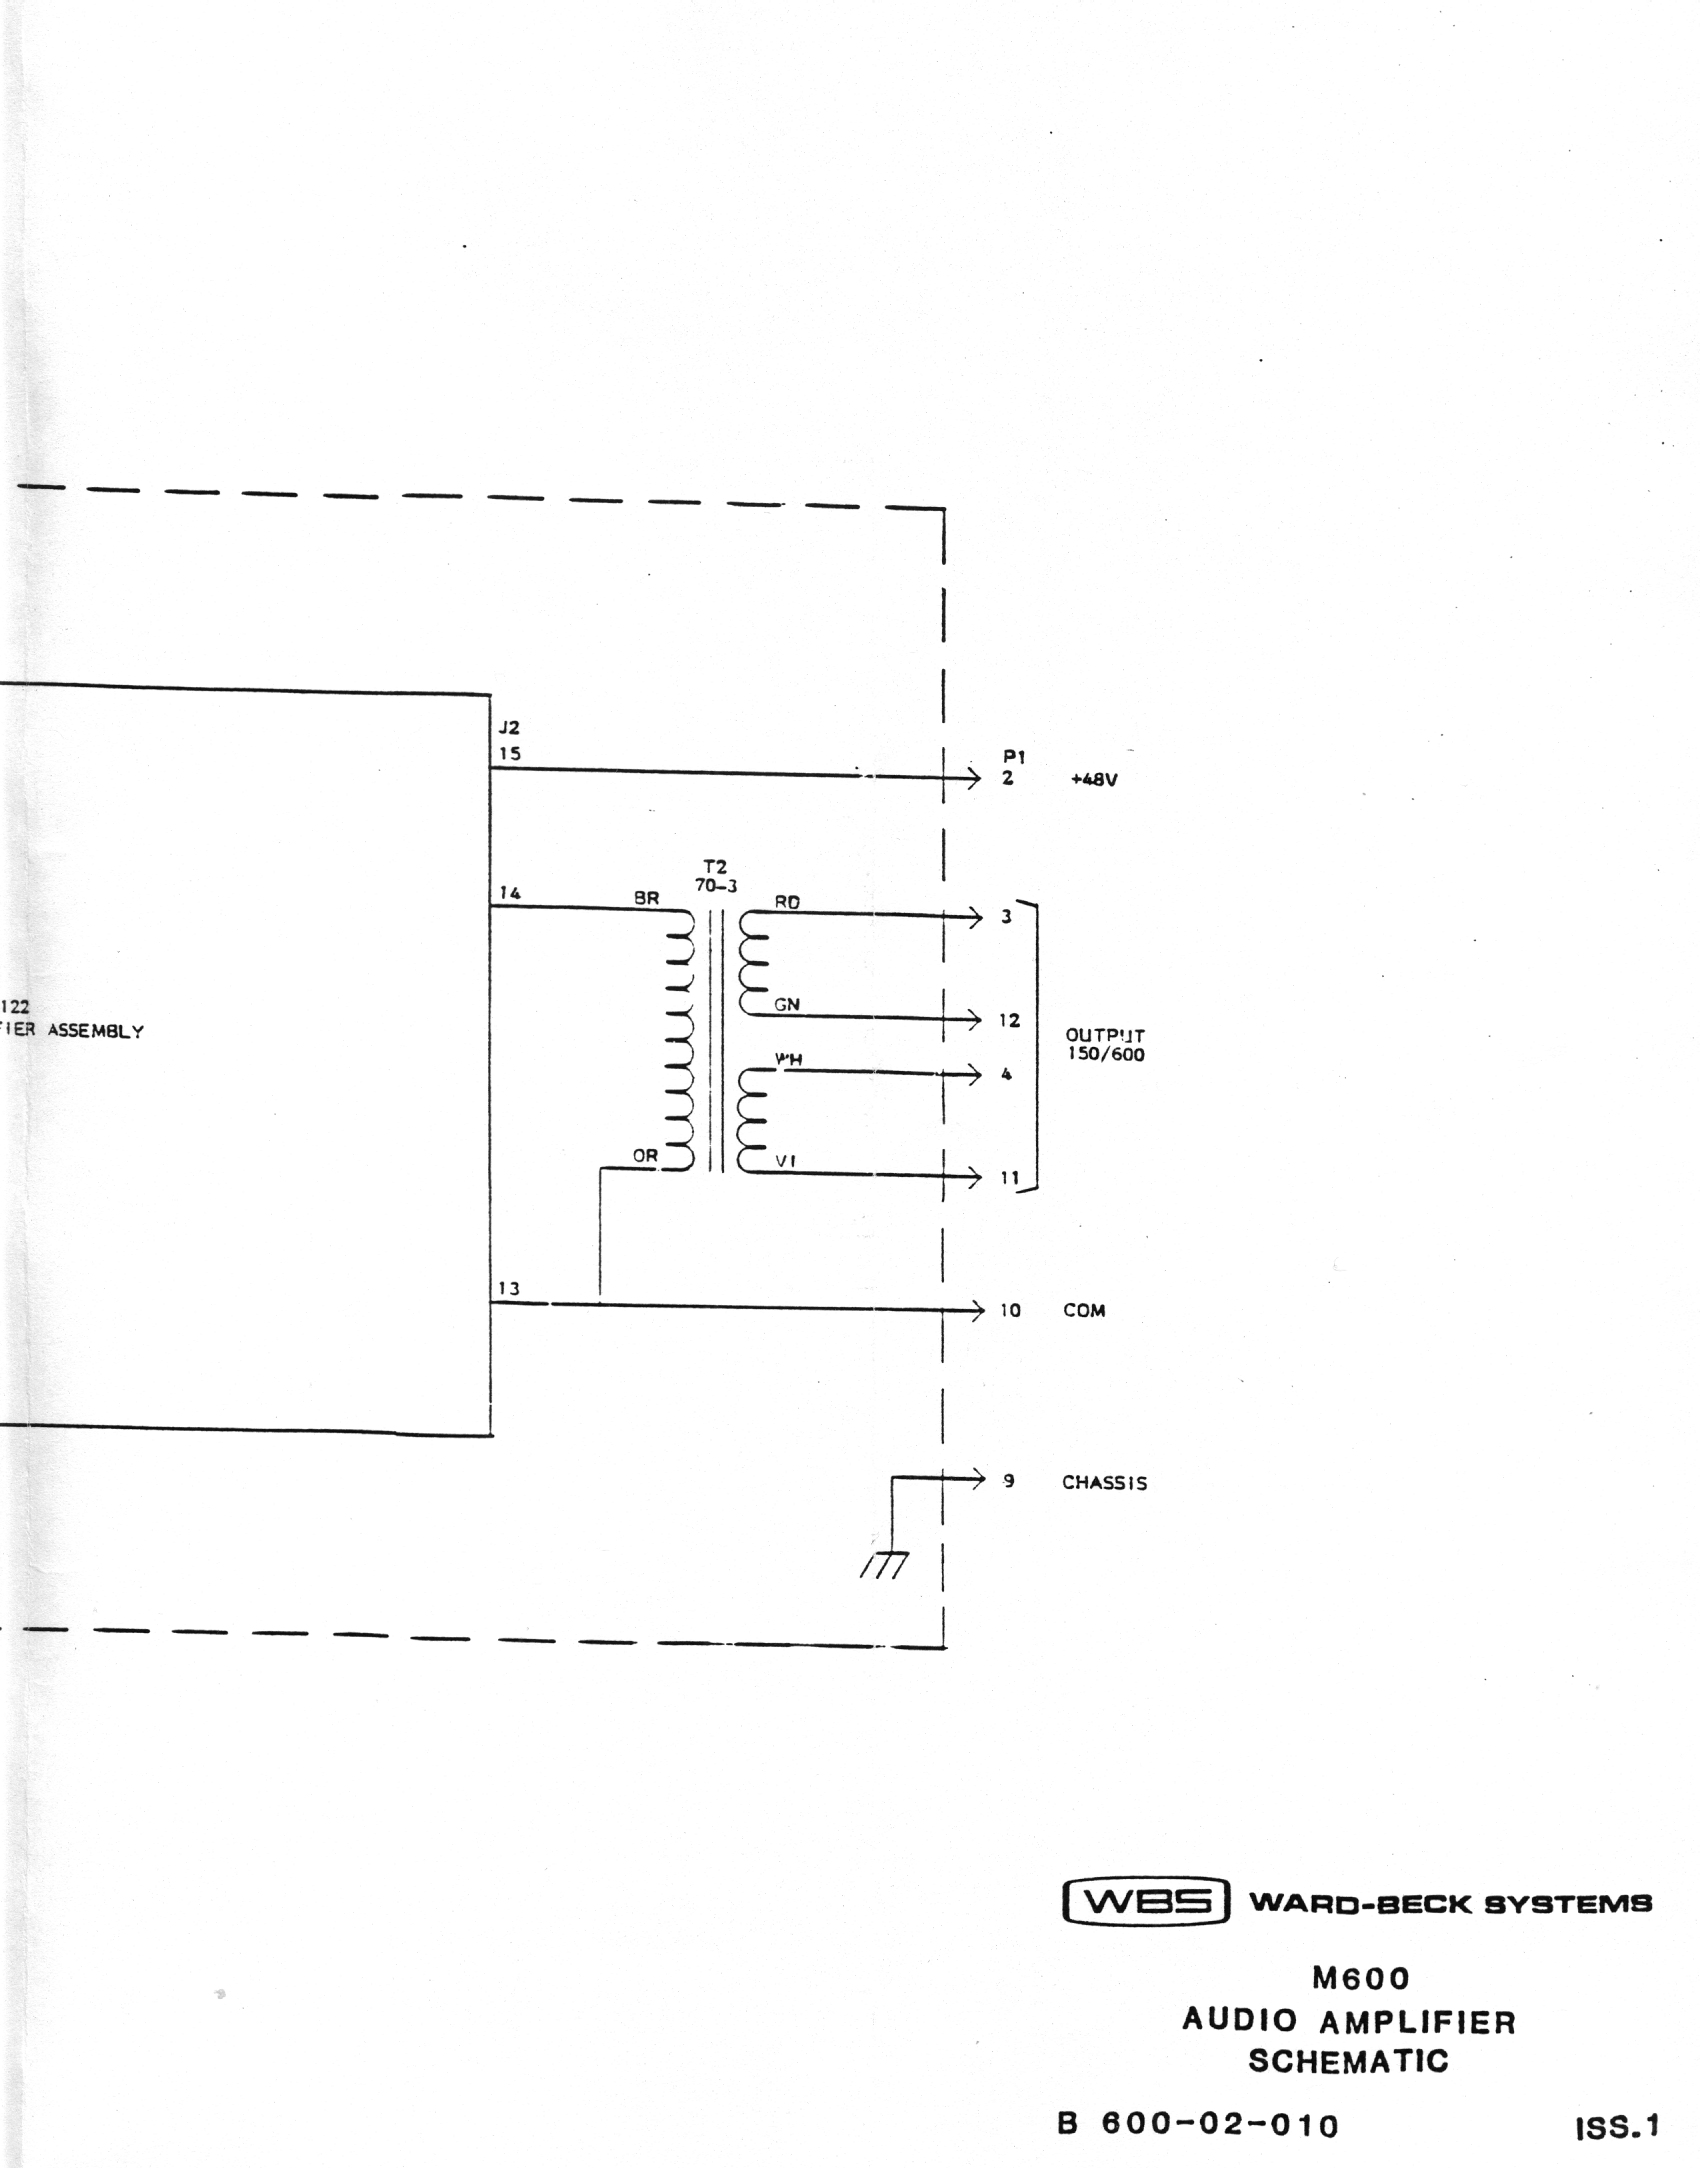 J2
15
P1
2 +48V
T2
70-3
14
BR
RD
3
GN
12
WH
4
OUTPUT
150/600
122
ASSEMBLY
OR
VI
11
13
10 COM
9 CHASSIS
WBS WARD-BECK SYSTEMS
M600
AUDIO AMPLIFIER
SCHEMATIC
B 600-02-010 ISS.1